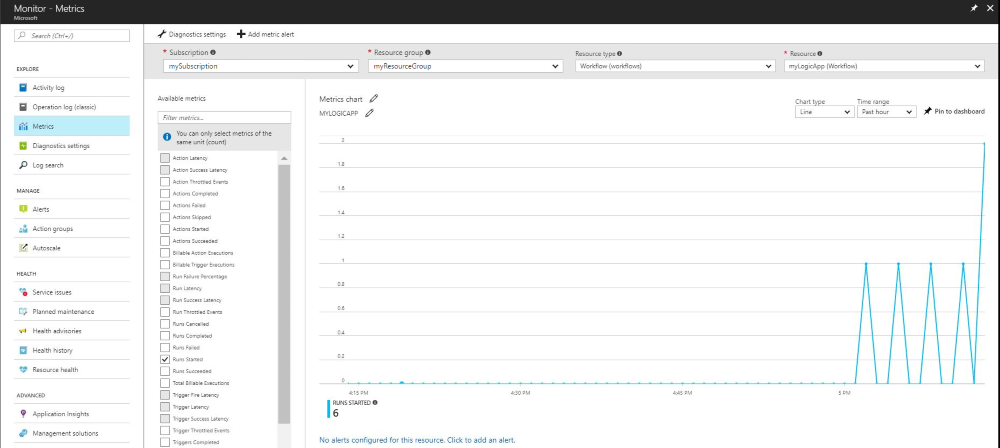 Monitor - Metrics
Microsoft
Search (Ctrl+/)
EXPLORE
Activity log
Operation log (classic)
Metrics
Diagnostics settings
Log search
MANAGE
Alerts
Action groups
Autoscale
HEALTH
Service issues
Planned maintenance
Health advisories
Health history
Resource health
ADVANCED
Application Insights
Management solutions
Diagnostics settings
Add metric alert
* Subscription
mySubscription
* Resource group
myResourceGroup
Resource type
Workflow (workflows)
* Resource
myLogicApp (Workflow)
Available metrics
Filter metrics...
You can only select metrics of the
same unit (count)
Action Latency
Action Success Latency
Action Throttled Events
Actions Completed
Actions Failed
Actions Skipped
Actions Started
Actions Succeeded
Billable Action Executions
Billable Trigger Executions
Run Failure Percentage
Run Latency
Run Success Latency
Run Throttled Events
Runs Cancelled
Runs Completed
Runs Failed
Runs Started
Runs Succeeded
Total Billable Executions
Trigger Fire Latency
Trigger Latency
Trigger Success Latency
Trigger Throttled Events
Triggers Completed
Metrics chart
MYLOGICAPP
Chart type
Line
Time range
Past hour
Pin to dashboard
2
1.8
1.6
1.4
1.2
1
0.8
0.6
0.4
0.2
0
4:15 PM
4:30 PM
4:45 PM
5 PM
RUNS STARTED
6
No alerts configured for this resource. Click to add an alert.